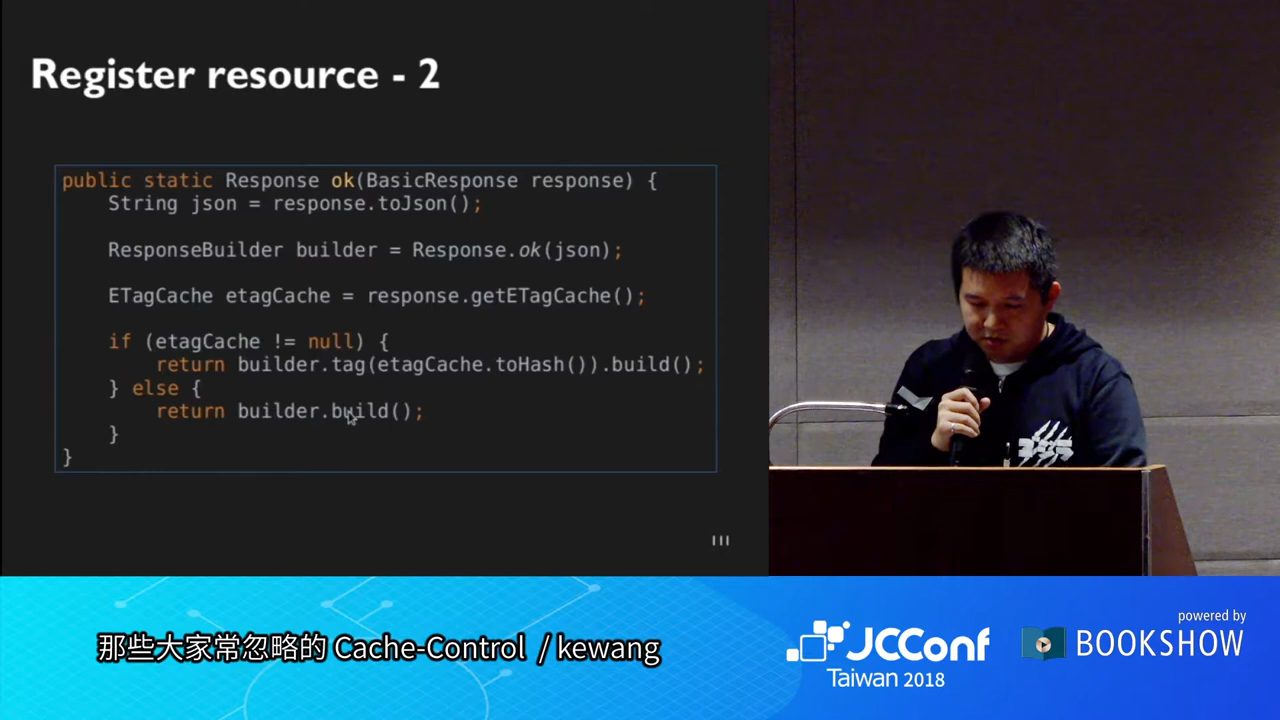 Register resource - 2
public static Response ok(BasicResponse response) {
String json = response.toJson();
ResponseBuilder builder = Response.ok(json);
ETagCache etagCache = response.getETagCache();
if (etagCache != null) {
return builder.tag(etagCache.toHash()).build();
} else {
return builder.build();
}
}
111
那些大家常忽略的 Cache-Control / kewang
JCConf
Taiwan 2018
powered by
BOOKSHOW